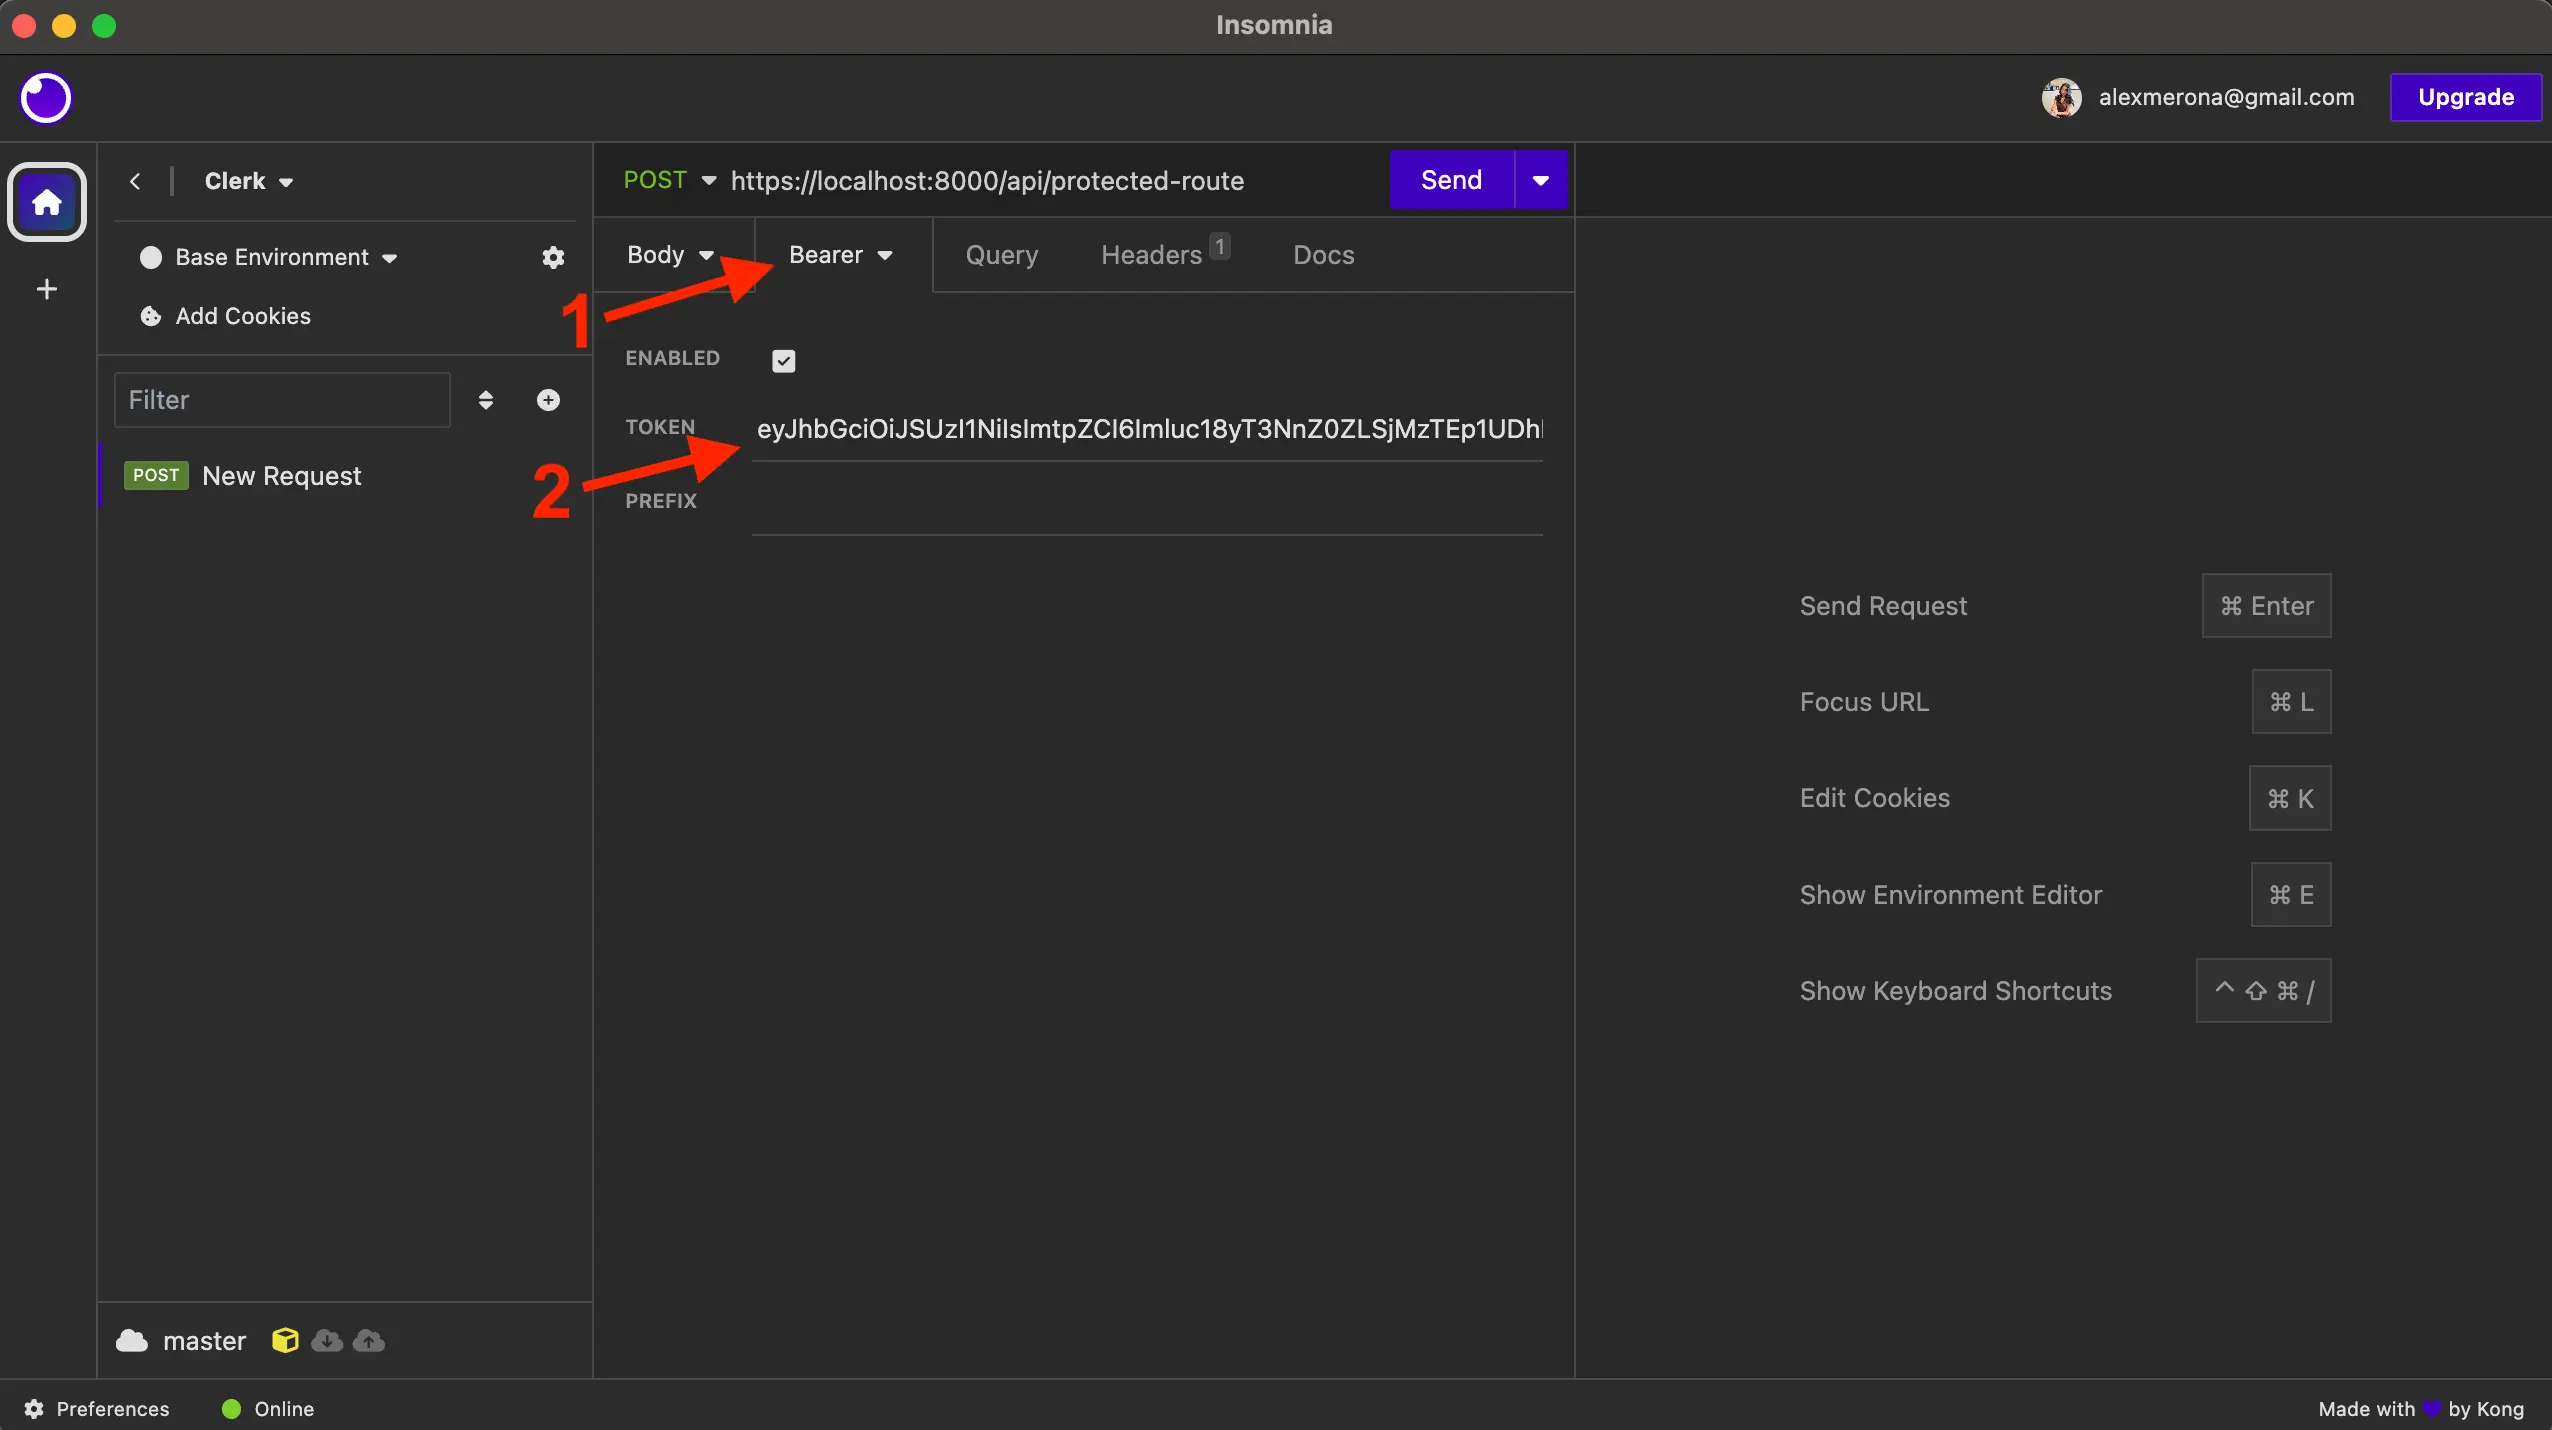 Insomnia
alexmerona@gmail.com
Upgrade
Clerk
POST https://localhost:8000/api/protected-route
Send
Base Environment
Add Cookies
Body
Bearer
Query
Headers 1
Docs
1
ENABLED
Filter
TOKEN eyJhbGciOiJSUzI1NiIsImtpZCI6Imluc18yT3NnZ0ZLSjMzTEp1UDhl
2
PREFIX
POST New Request
Send Request ⌘ Enter
Focus URL ⌘ L
Edit Cookies ⌘ K
Show Environment Editor ⌘ E
Show Keyboard Shortcuts ^ ⇧ ⌘ /
master
Preferences
Online
Made with 💜 by Kong